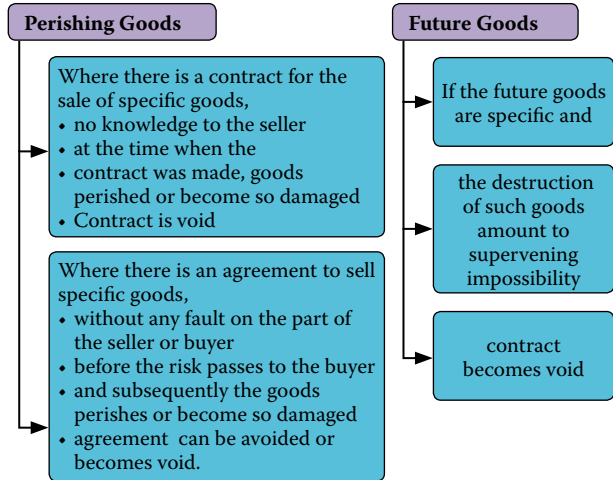 Perishing Goods
Where there is a contract for the
sale of specific goods,
• no knowledge to the seller
• at the time when the
• contract was made, goods
perished or become so damaged
• Contract is void
Where there is an agreement to sell
specific goods,
• without any fault on the part of
the seller or buyer
• before the risk passes to the buyer
• and subsequently the goods
perishes or become so damaged
• agreement can be avoided or
becomes void.
Future Goods
If the future goods
are specific and
the destruction
of such goods
amount to
supervening
impossibility
contract
becomes void